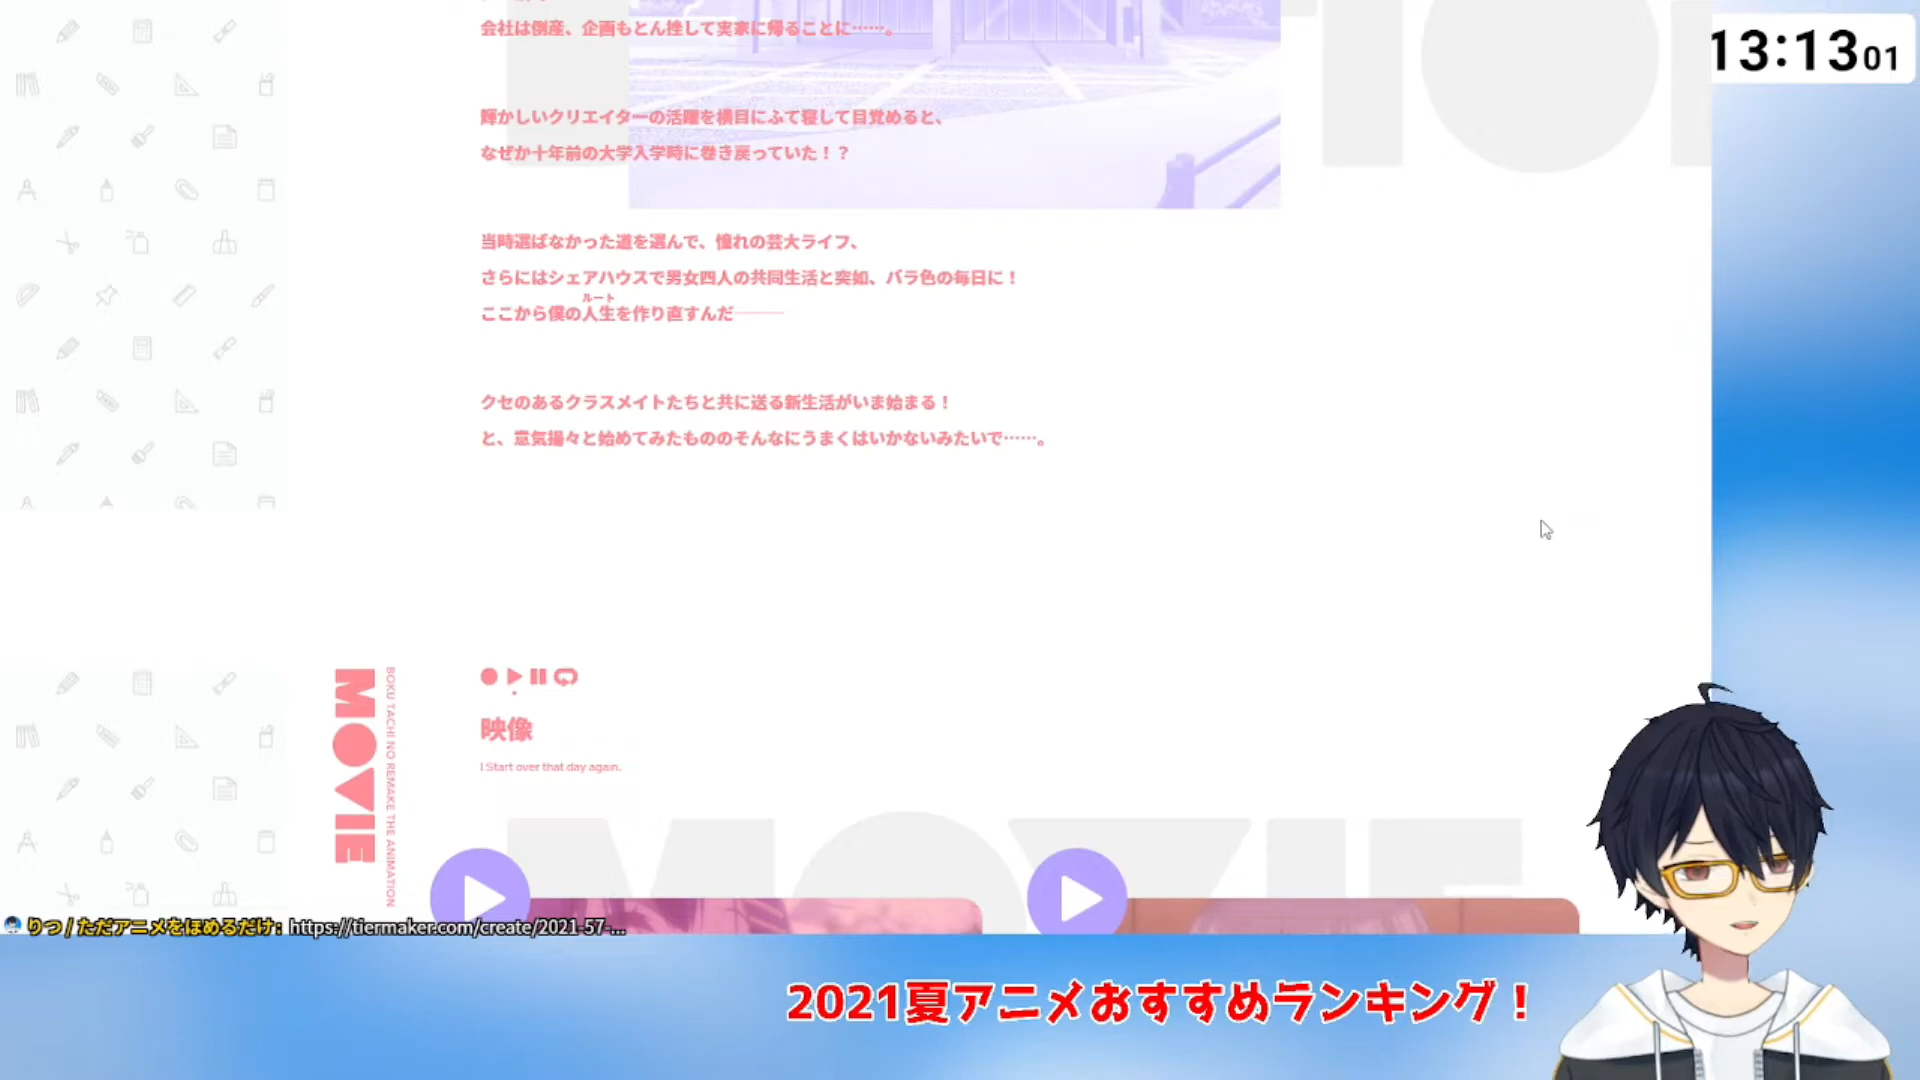 会社は倒産、企画もとん挫して実家に帰ることに……。
13:13 01
輝かしいクリエイターの活躍を横目にふて寝して目覚めると、
なぜか十年前の大学入学時に巻き戻っていた！？
当時選ばなかった道を選んで、憧れの芸大ライフ、
さらにはシェアハウスで男女四人の共同生活と突如、バラ色の毎日に！
ルート
ここから僕の人生を作り直すんだ───
クセのあるクラスメイトたちと共に送る新生活がいま始まる！
と、意気揚々と始めてみたもののそんなにうまくはいかないみたいで……。
MOVIE
BOKU TACHI NO REMAKE THE ANIMATION
映像
I Start over that day again.
MOVIE
りつ / ただアニメをほめるだけ: https://tiermaker.com/create/2021-57-...
2021夏アニメおすすめランキング！